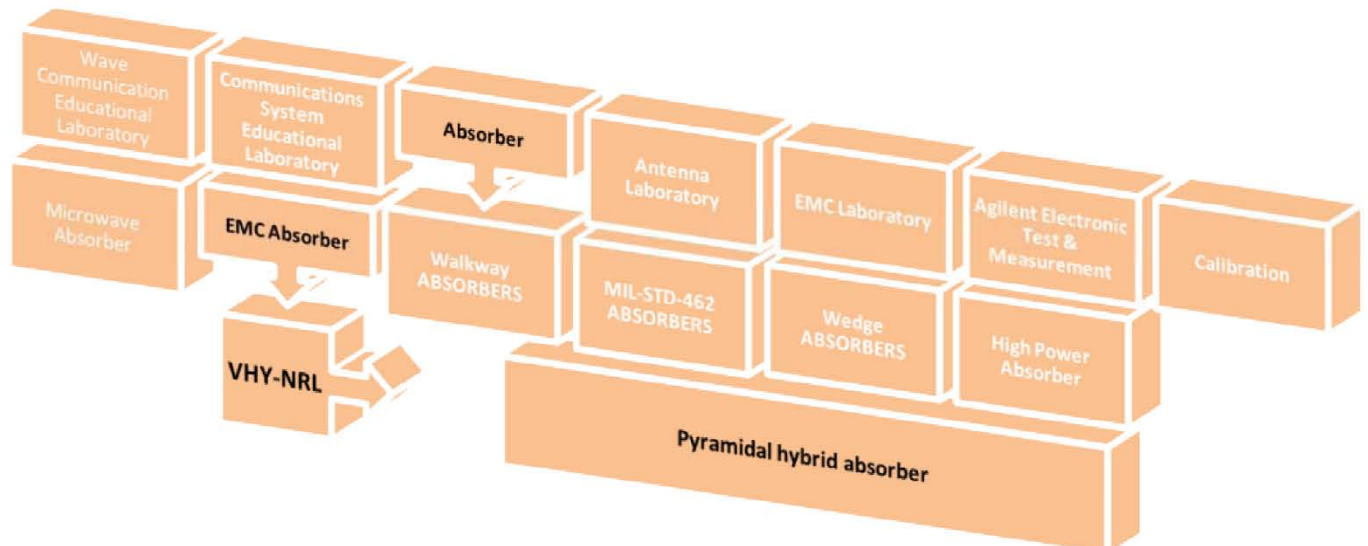 Wave
Communication
Educational
Laboratory
Communications
System
Educational
Laboratory
Absorber
Antenna
Laboratory
EMC Laboratory
Agilent Electronic
Test &
Measurement
Calibration
Microwave
Absorber
EMC Absorber
Walkway
ABSORBERS
MIL-STD-462
ABSORBERS
Wedge
ABSORBERS
High Power
Absorber
VHY-NRL
Pyramidal hybrid absorber